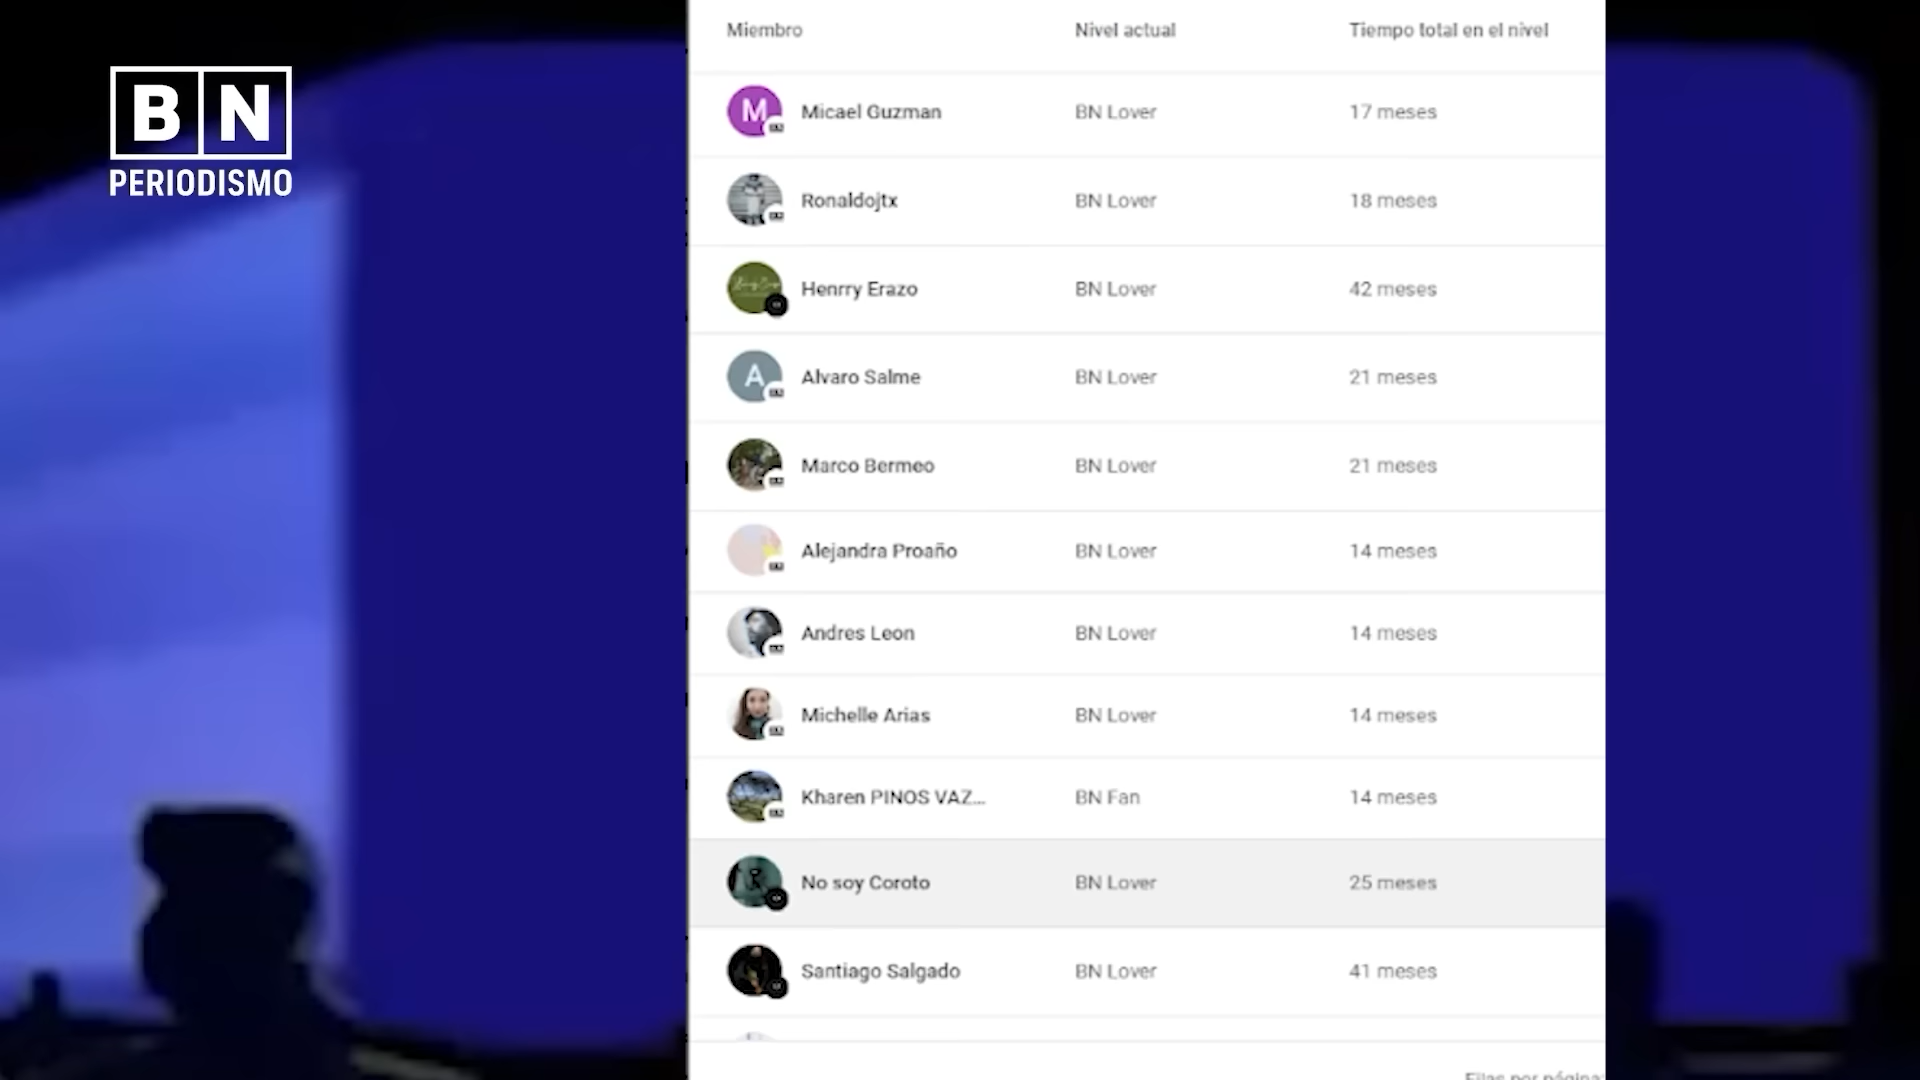 BN
PERIODISMO
Miembro Nivel actual Tiempo total en el nivel
M Micael Guzman BN Lover 17 meses
Ronaldojtx BN Lover 18 meses
Henrry Erazo BN Lover 42 meses
A Alvaro Salme BN Lover 21 meses
Marco Bermeo BN Lover 21 meses
Alejandra Proaño BN Lover 14 meses
Andres Leon BN Lover 14 meses
Michelle Arias BN Lover 14 meses
Kharen PINOS VAZ... BN Fan 14 meses
No soy Coroto BN Lover 25 meses
Santiago Salgado BN Lover 41 meses
Filas por página: